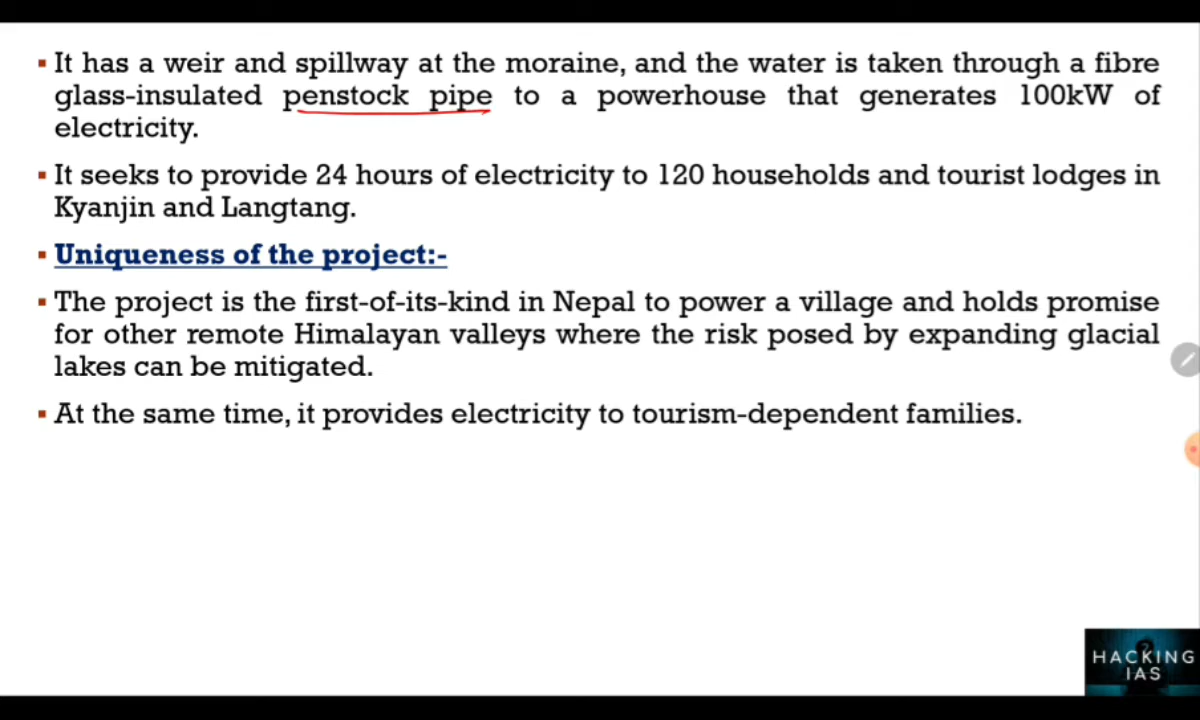 ▪ It has a weir and spillway at the moraine, and the water is taken through a fibre
glass-insulated penstock pipe to a powerhouse that generates 100kW of
electricity.
▪ It seeks to provide 24 hours of electricity to 120 households and tourist lodges in
Kyanjin and Langtang.
▪ Uniqueness of the project:-
▪ The project is the first-of-its-kind in Nepal to power a village and holds promise
for other remote Himalayan valleys where the risk posed by expanding glacial
lakes can be mitigated.
▪ At the same time, it provides electricity to tourism-dependent families.
HACKING
IAS